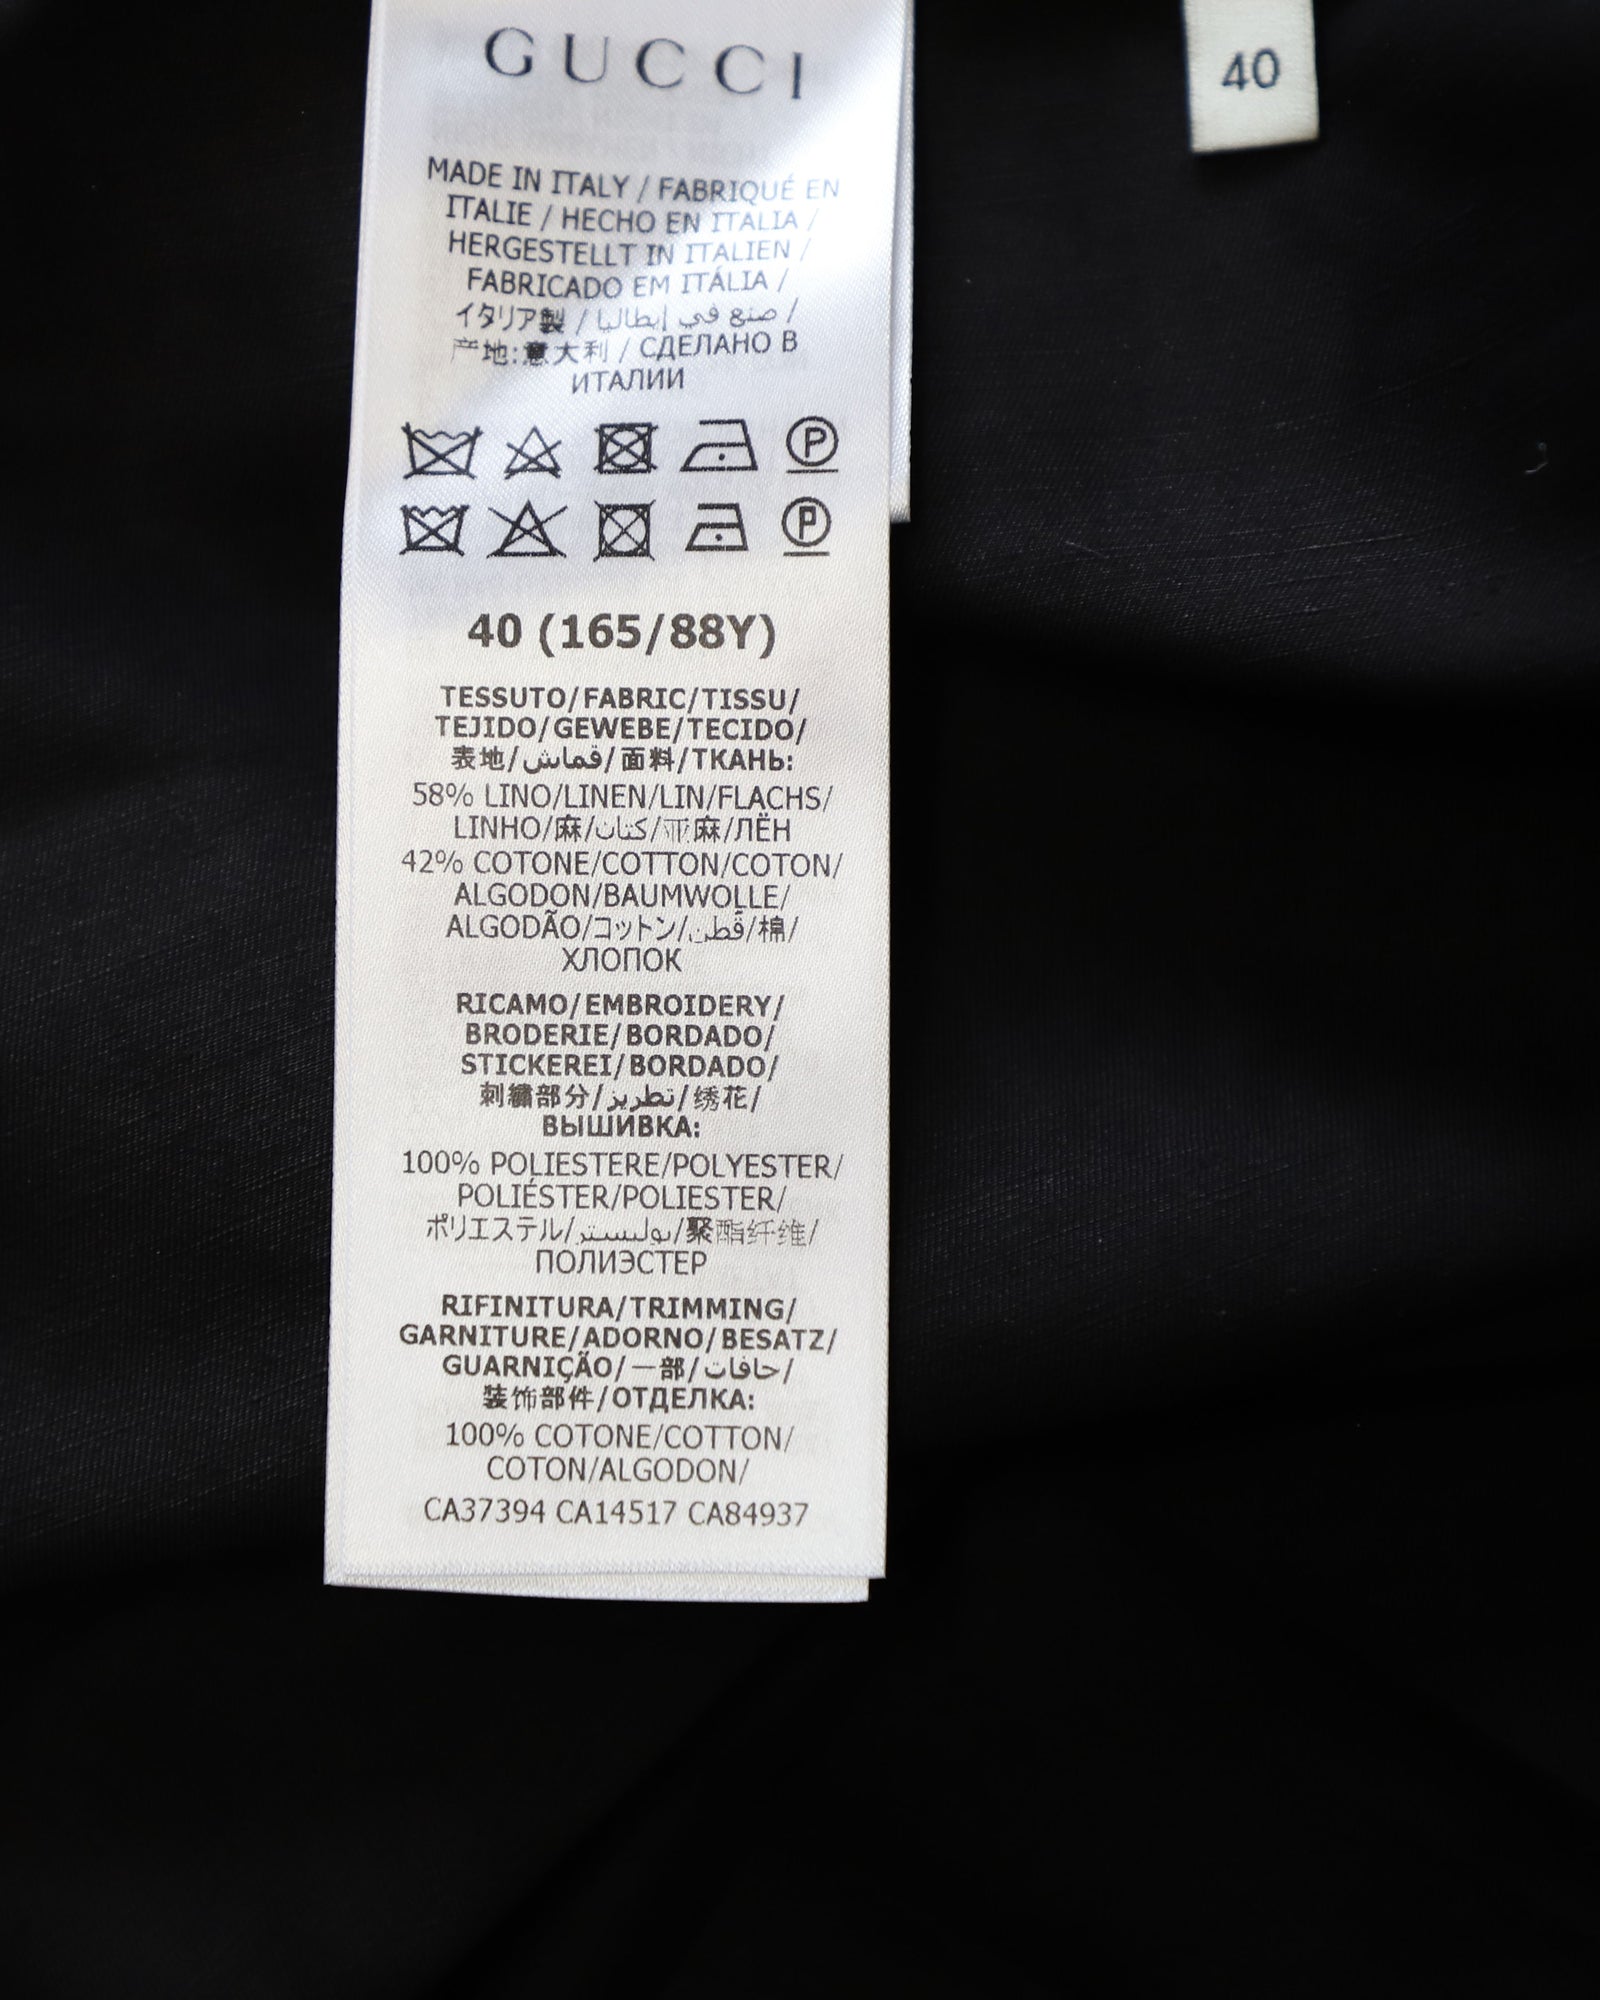 GUCCI
40
MADE IN ITALY / FABRIQUÉ EN
ITALIE / HECHO EN ITALIA /
HERGESTELLT IN ITALIEN /
FABRICADO EM ITÁLIA /
イタリア製 / صنع في إيطاليا /
产地:意大利 / СДЕЛАНО В
ИТАЛИИ
P
P
40 (165/88Y)
TESSUTO/FABRIC/TISSU/
TEJIDO/GEWEBE/TECIDO/
表地/قماش/面料/ТКАНЬ:
58% LINO/LINEN/LIN/FLACHS/
LINHO/麻/كتان/亚麻/ЛЁН
42% COTONE/COTTON/COTON/
ALGODON/BAUMWOLLE/
ALGODÃO/コットン/قطن/棉/
ХЛОПОК
RICAMO/EMBROIDERY/
BRODERIE/BORDADO/
STICKEREI/BORDADO/
刺繍部分/تطريز/绣花/
ВЫШИВКА:
100% POLIESTERE/POLYESTER/
POLIÉSTER/POLIESTER/
ポリエステル/بوليستر/聚酯纤维/
ПОЛИЭСТЕР
RIFINITURA/TRIMMING/
GARNITURE/ADORNO/BESATZ/
GUARNIÇÃO/一部/حافات/
装饰部件/ОТДЕЛКА:
100% COTONE/COTTON/
COTON/ALGODON/
CA37394 CA14517 CA84937